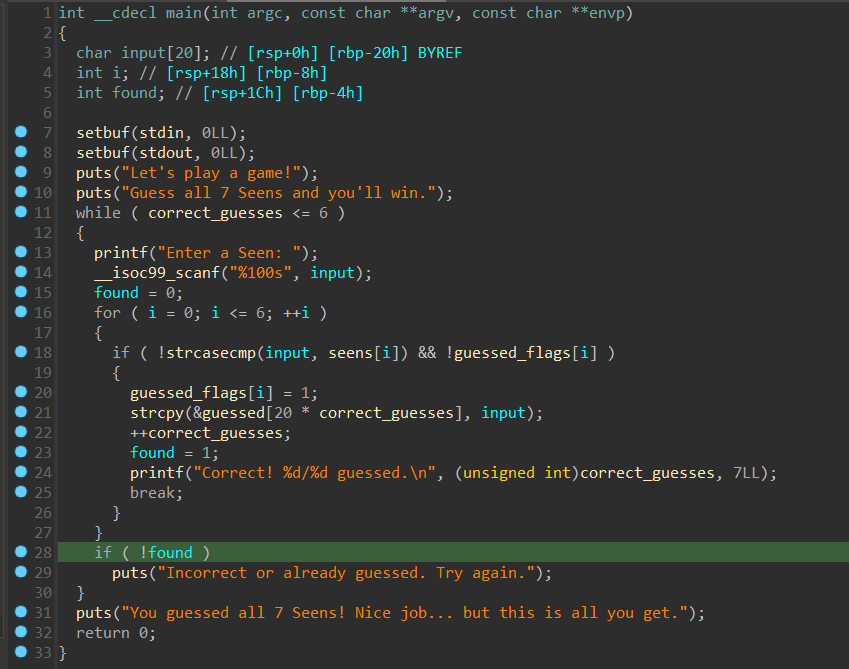 1 int __cdecl main(int argc, const char **argv, const char **envp)
2 {
3 char input[20]; // [rsp+0h] [rbp-20h] BYREF
4 int i; // [rsp+18h] [rbp-8h]
5 int found; // [rsp+1Ch] [rbp-4h]
6
7 setbuf(stdin, 0LL);
8 setbuf(stdout, 0LL);
9 puts("Let's play a game!");
10 puts("Guess all 7 Seens and you'll win.");
11 while ( correct_guesses <= 6 )
12 {
13 printf("Enter a Seen: ");
14 __isoc99_scanf("%100s", input);
15 found = 0;
16 for ( i = 0; i <= 6; ++i )
17 {
18 if ( !strcasecmp(input, seens[i]) && !guessed_flags[i] )
19 {
20 guessed_flags[i] = 1;
21 strcpy(&guessed[20 * correct_guesses], input);
22 ++correct_guesses;
23 found = 1;
24 printf("Correct! %d/%d guessed.\n", (unsigned int)correct_guesses, 7LL);
25 break;
26 }
27 }
28 if ( !found )
29 puts("Incorrect or already guessed. Try again.");
30 }
31 puts("You guessed all 7 Seens! Nice job... but this is all you get.");
32 return 0;
33 }